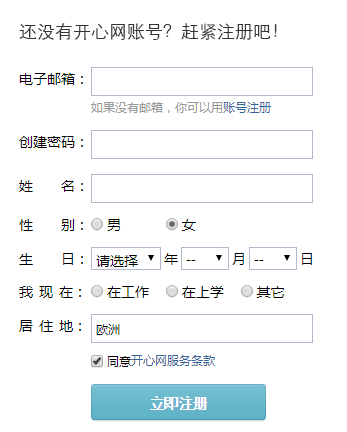 还没有开心网账号？赶紧注册吧！
电子邮箱：
如果没有邮箱，你可以用账号注册
创建密码：
姓 名：
性 别： 男 女
生 日： 请选择 年 -- 月 -- 日
我 现 在： 在工作 在上学 其它
居 住 地： 欧洲
同意开心网服务条款
立即注册